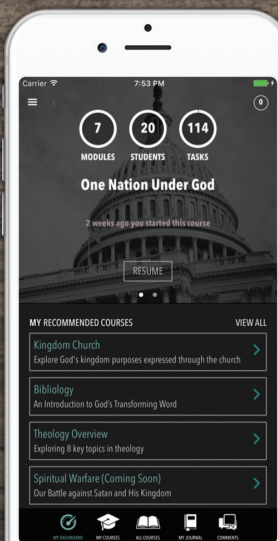 Carrier 7:53 PM
0
7 20 114
MODULES STUDENTS TASKS
One Nation Under God
2 weeks ago you started this course
RESUME
MY RECOMMENDED COURSES VIEW ALL
Kingdom Church
Explore God's kingdom purposes expressed through the church
Bibliology
An Introduction to God's Transforming Word
Theology Overview
Exploring 8 key topics in theology
Spiritual Warfare (Coming Soon)
Our Battle against Satan and His Kingdom
MY DASHBOARD MY COURSES ALL COURSES MY JOURNAL COMMENTS